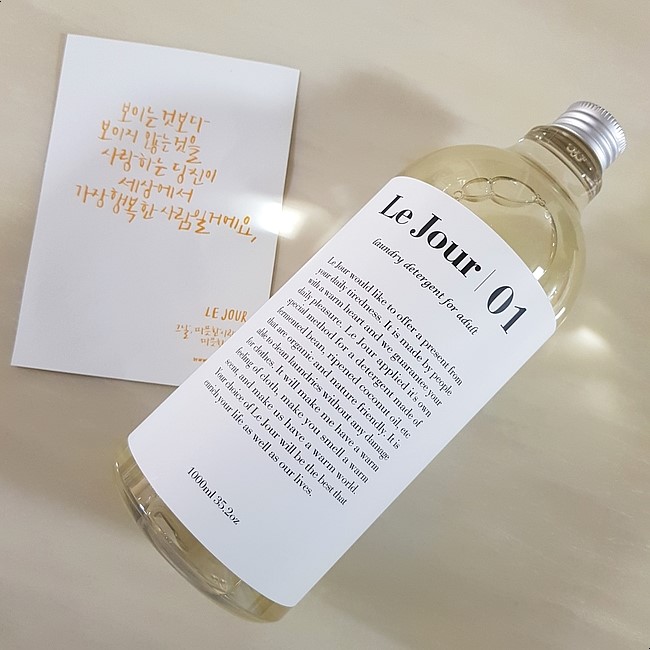 보이는 것보다
보이지 않는것을
사랑하는 당신이
세상에서
가장 행복한 사람일거에요,
LE JOUR
그날,
www
Le Jour | 01
laundry detergent for adult
Le Jour would like to offer a present from
your daily tiredness. It is made by people
with a warm heart and we guarantee your
daily pleasure. Le Jour applied it's own
special method for a detergent made of
fermented bean, ripened coconut oil, etc
that are organic and nature friendly. It is
able to clean laundries without any damage
for clothes. It will make me have a warm
feeling of cloth, make you smell a warm
scent, and make us have a warm world.
Your choice of Le Jour will be the best that
enrich your life as well as our lives.
1000ml 35.2oz